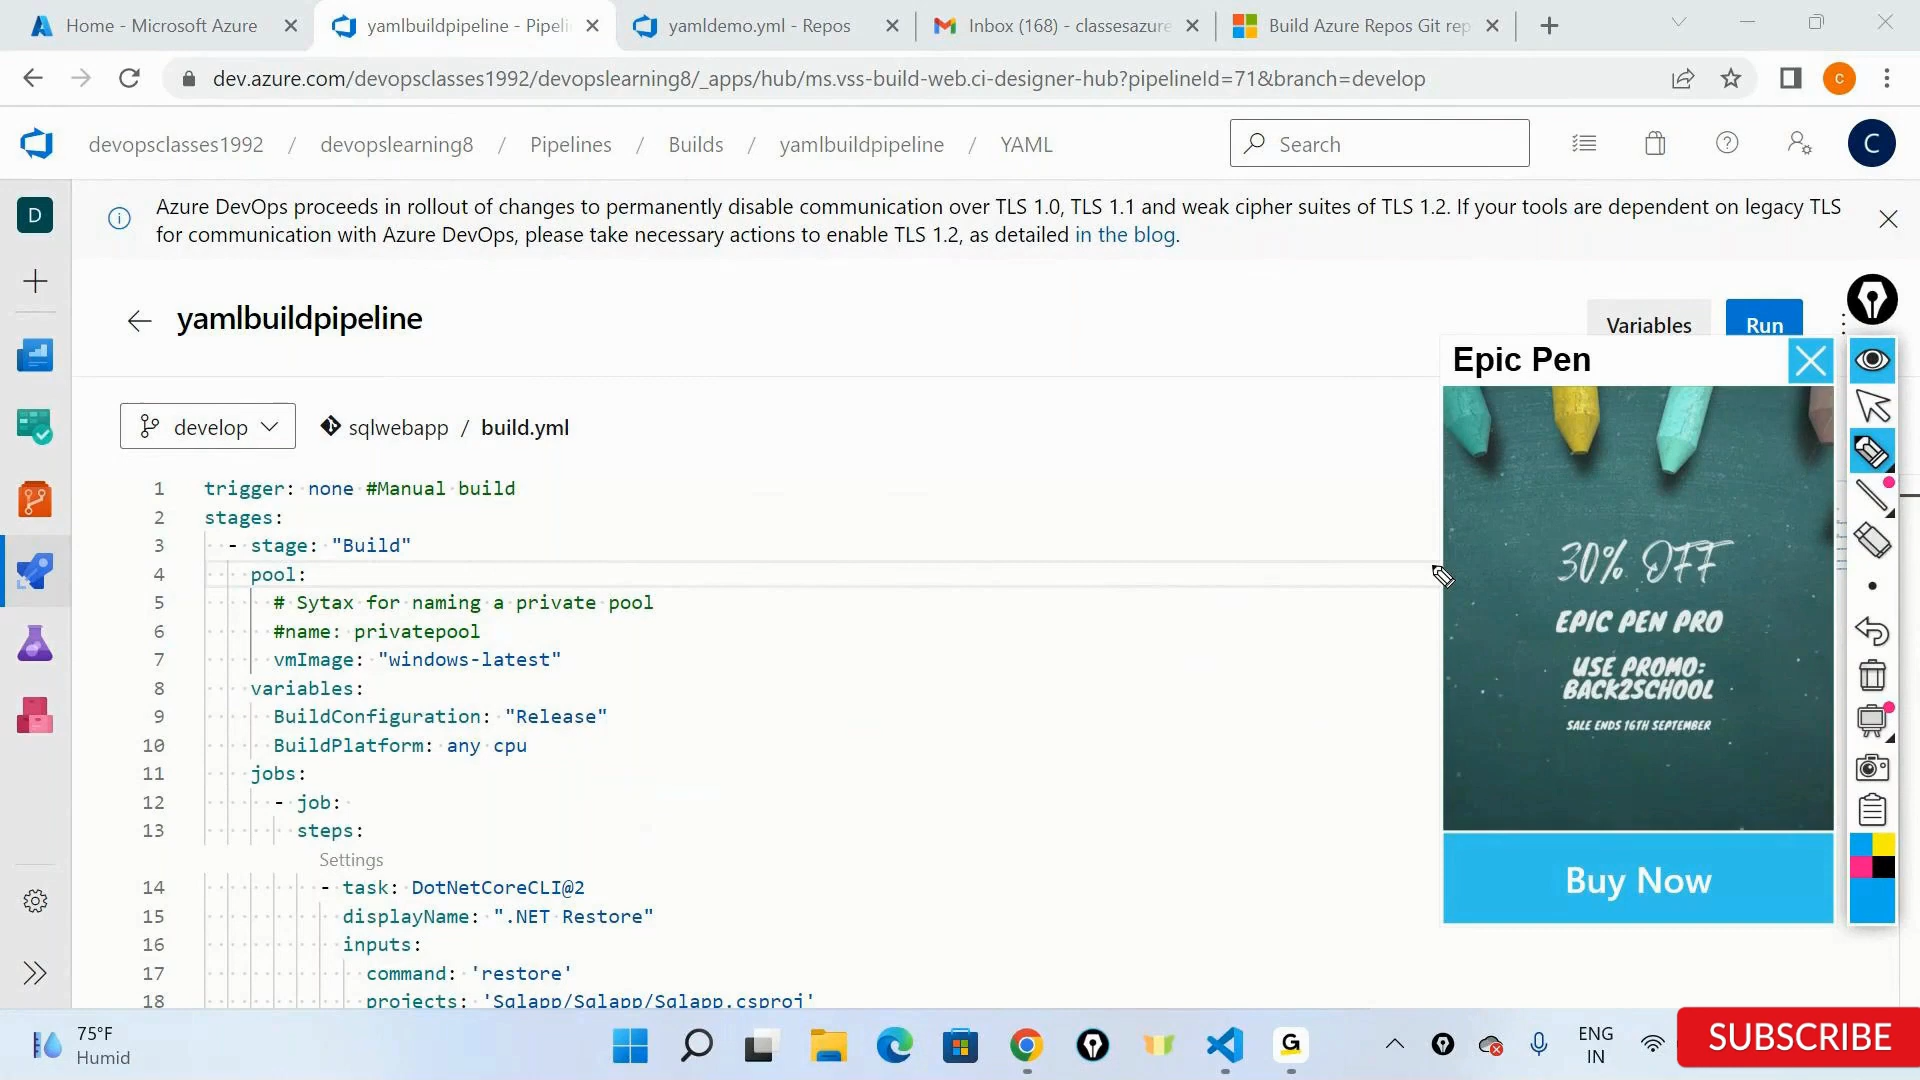 Home - Microsoft Azure
yamlbuildpipeline - Pipeli
yamldemo.yml - Repos
Inbox (168) - classesazure
Build Azure Repos Git rep
dev.azure.com/devopsclasses1992/devopslearning8/_apps/hub/ms.vss-build-web.ci-designer-hub?pipelineId=71&branch=develop
c
devopsclasses1992 / devopslearning8 / Pipelines / Builds / yamlbuildpipeline / YAML
Search
C
D
Azure DevOps proceeds in rollout of changes to permanently disable communication over TLS 1.0, TLS 1.1 and weak cipher suites of TLS 1.2. If your tools are dependent on legacy TLS
for communication with Azure DevOps, please take necessary actions to enable TLS 1.2, as detailed in the blog.
yamlbuildpipeline
Variables
Run
develop
sqlwebapp / build.yml
1 trigger: none #Manual build
2 stages:
3 - stage: "Build"
4 pool:
5 # Sytax for naming a private pool
6 #name: privatepool
7 vmImage: "windows-latest"
8 variables:
9 BuildConfiguration: "Release"
10 BuildPlatform: any cpu
11 jobs:
12 - job:
13 steps:
Settings
14 - task: DotNetCoreCLI@2
15 displayName: ".NET Restore"
16 inputs:
17 command: 'restore'
18 projects: 'Sqlapp/Sqlapp/Sqlapp.csproj'
Epic Pen
30% OFF
EPIC PEN PRO
USE PROMO:
BACK2SCHOOL
SALE ENDS 16TH SEPTEMBER
Buy Now
75°F
Humid
G
ENG
IN
SUBSCRIBE